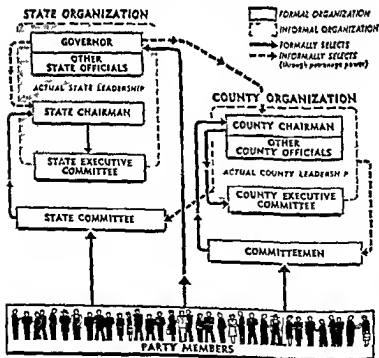 STATE ORGANIZATION
GOVERNOR
OTHER
STATE OFFICIALS
ACTUAL STATE LEADERSHIP
STATE CHAIRMAN
STATE EXECUTIVE
COMMITTEE
STATE COMMITTEE
FORMAL ORGANIZATION
INFORMAL ORGANIZATION
FORMALLY SELECTS
INFORMALLY SELECTS
(through patronage power)
COUNTY ORGANIZATION
COUNTY CHAIRMAN
OTHER
COUNTY OFFICIALS
ACTUAL COUNTY LEADERSHIP
COUNTY EXECUTIVE
COMMITTEE
COMMITTEEMEN
PARTY MEMBERS